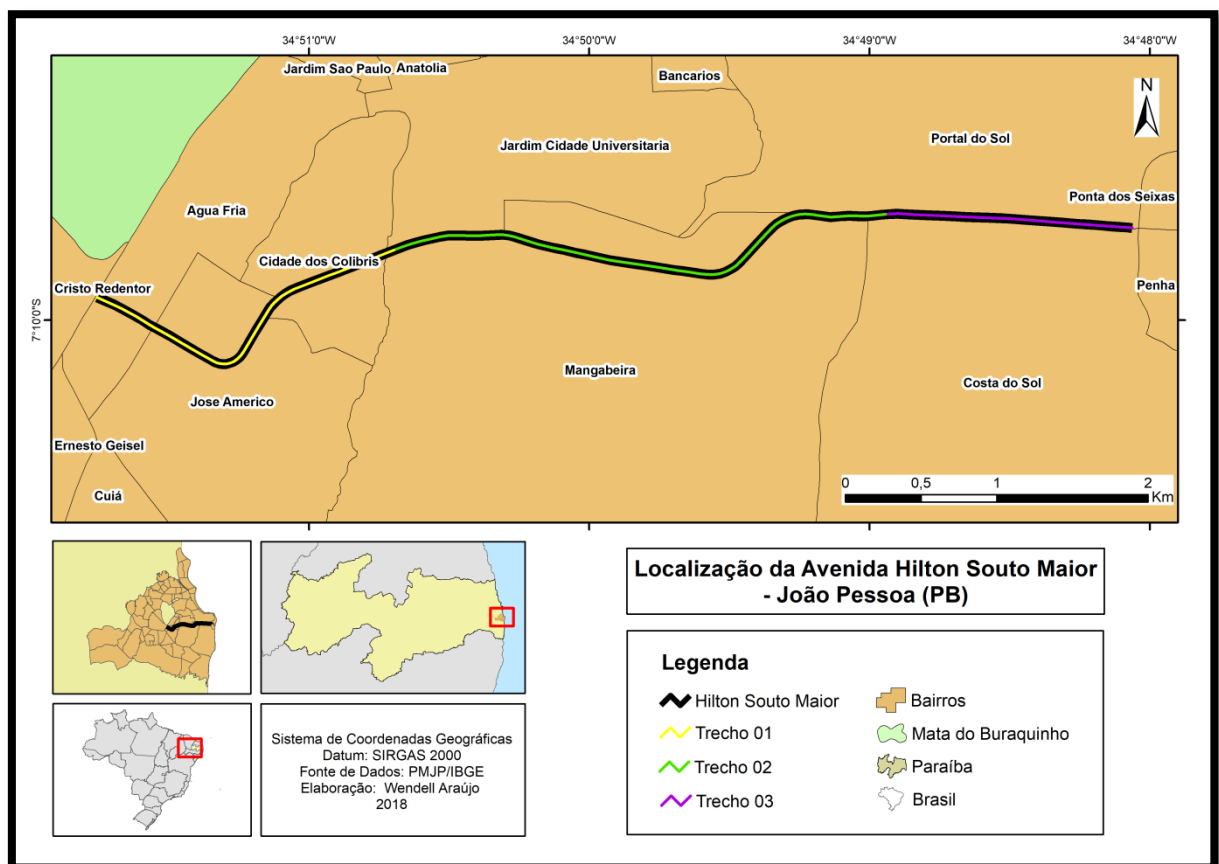 34°51'0"W
34°50'0"W
34°49'0"W
34°48'0"W
Jardim Sao Paulo
Anatolia
Bancarios
N
Jardim Cidade Universitaria
Portal do Sol
Ponta dos Seixas
Agua Fria
Cidade dos Colibris
Cristo Redentor
Penha
7°10'0"S
7°10'0"S
Mangabeira
Costa do Sol
Jose Americo
Ernesto Geisel
Cuiá
0 0,5 1 2
Km
Localização da Avenida Hilton Souto Maior
- João Pessoa (PB)
Sistema de Coordenadas Geográficas
Datum: SIRGAS 2000
Fonte de Dados: PMJP/IBGE
Elaboração: Wendell Araújo
2018
Legenda
Hilton Souto Maior
Trecho 01
Trecho 02
Trecho 03
Bairros
Mata do Buraquinho
Paraíba
Brasil